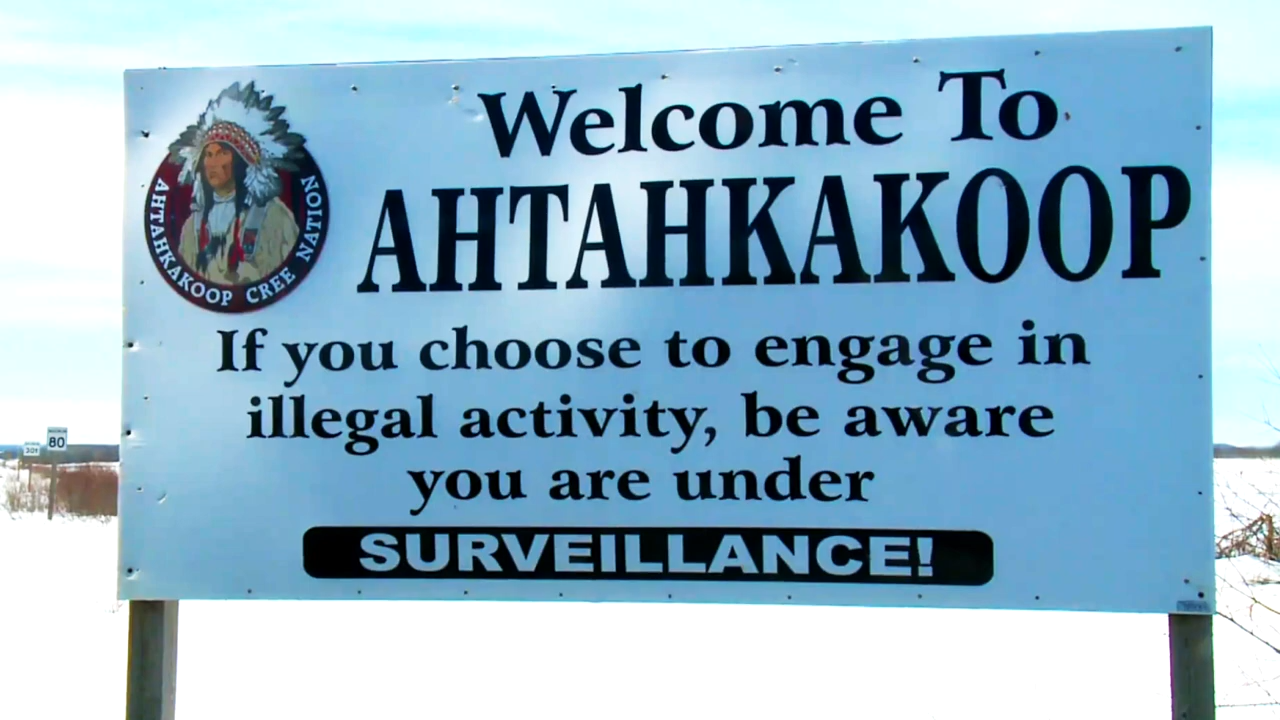 Welcome To
AHTAHKAKOOP
AHTAHKAKOOP CREE NATION
If you choose to engage in
illegal activity, be aware
you are under
SURVEILLANCE!
MAXIMUM
80